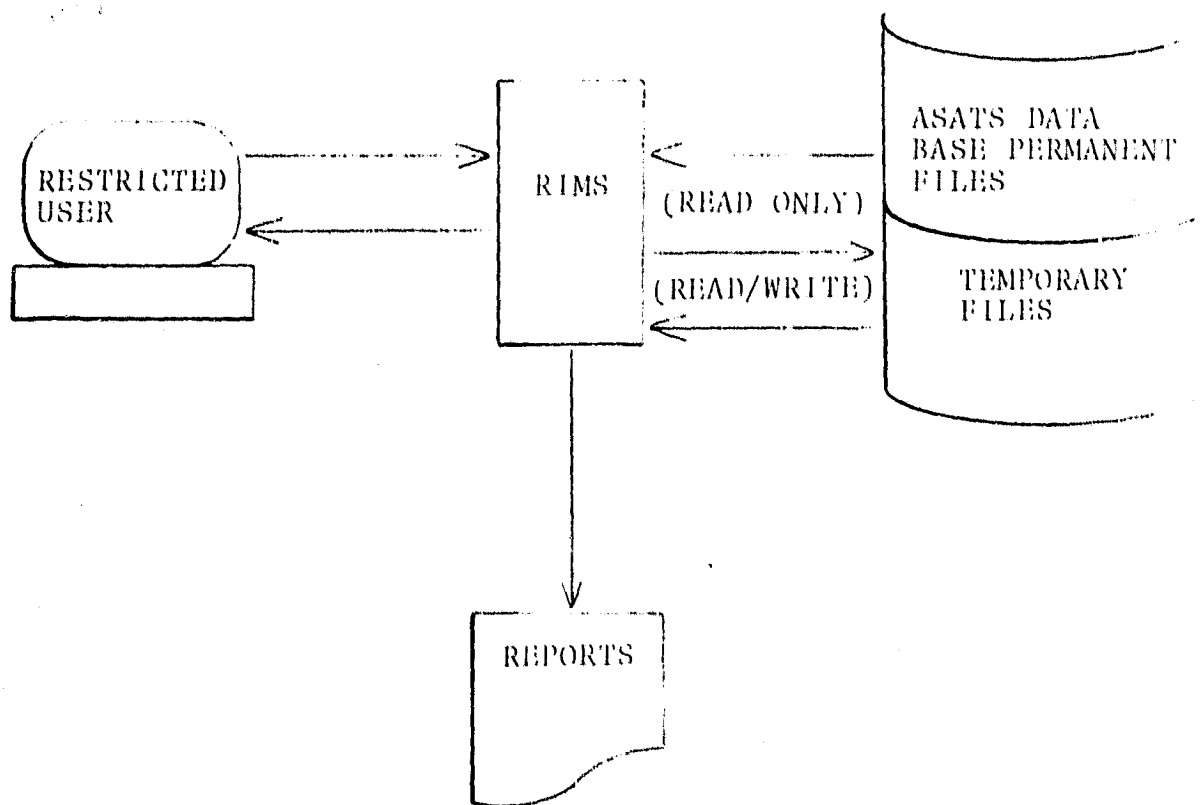 RESTRICTED
USER
RIMS
(READ ONLY)
(READ/WRITE)
ASATS DATA
BASE PERMANENT
FILES
TEMPORARY
FILES
REPORTS